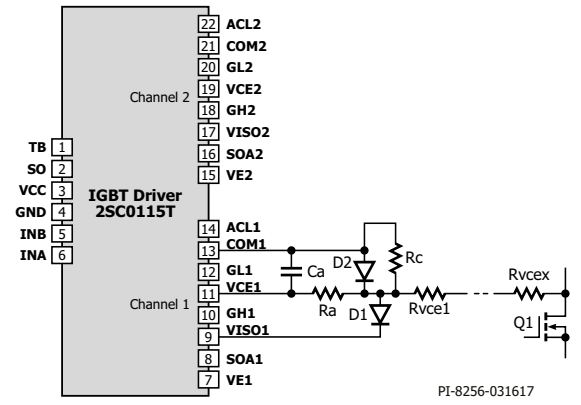 22 ACL2
21 COM2
20 GL2
Channel 2
19 VCE2
18 GH2
17 VISO2
16 SOA2
15 VE2
TB 1
SO 2
VCC 3
GND 4
INB 5
INA 6
IGBT Driver
2SC0115T
14 ACL1
13 COM1
12 GL1
11 VCE1
Channel 1
10 GH1
9 VISO1
8 SOA1
7 VE1
Ca
D2
Rc
Ra
D1
Rvce1
Rvcex
Q1
PI-8256-031617